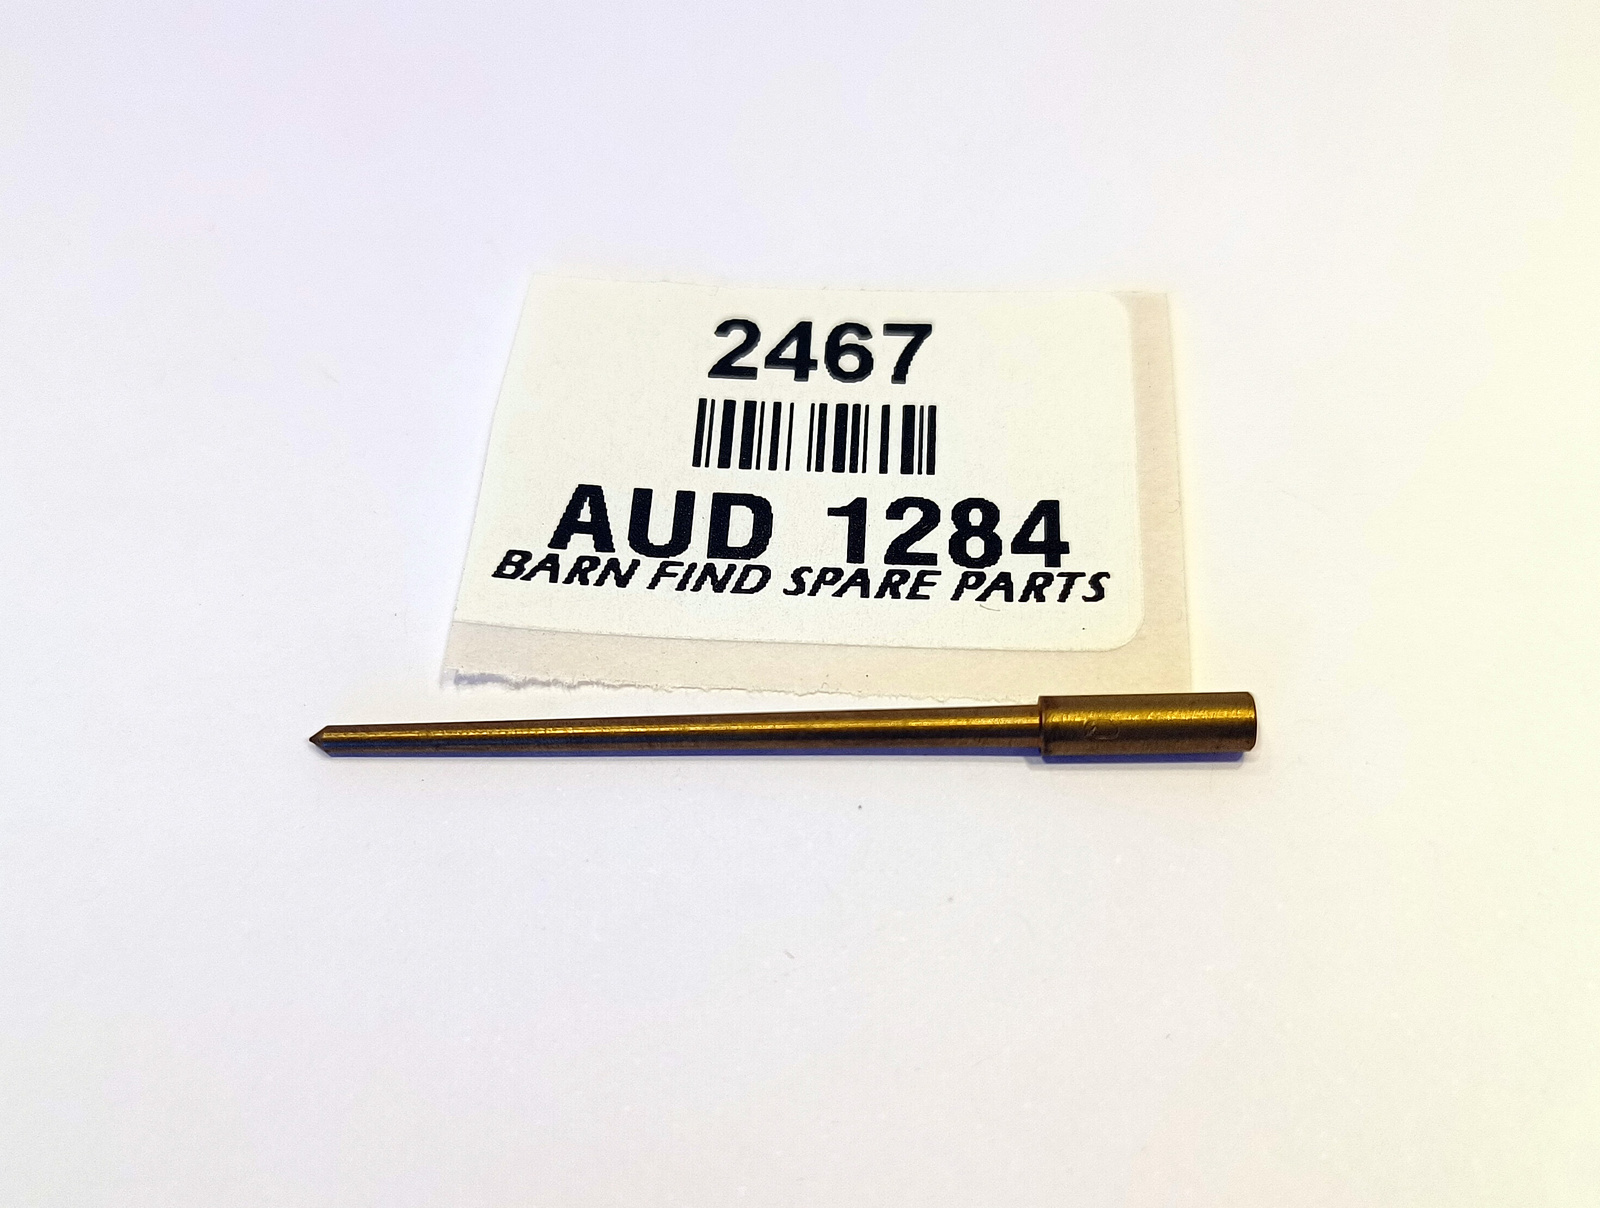 2467
AUD 1284
BARN FIND SPARE PARTS